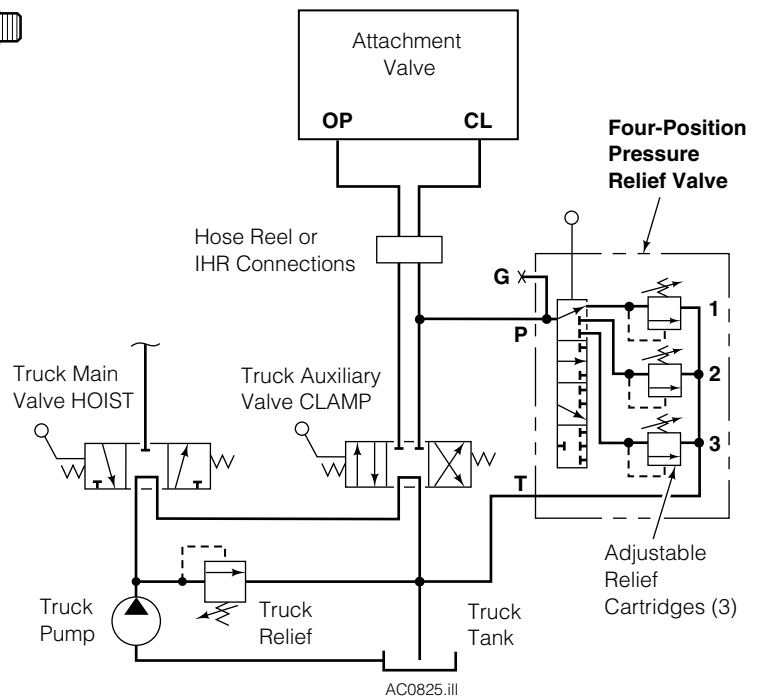 Attachment
Valve
OP
CL
Four-Position
Pressure
Relief Valve
Hose Reel or
IHR Connections
G
P
1
2
3
Truck Main
Valve HOIST
Truck Auxiliary
Valve CLAMP
T
Adjustable
Relief
Cartridges (3)
Truck
Pump
Truck
Relief
Truck
Tank
AC0825.ill